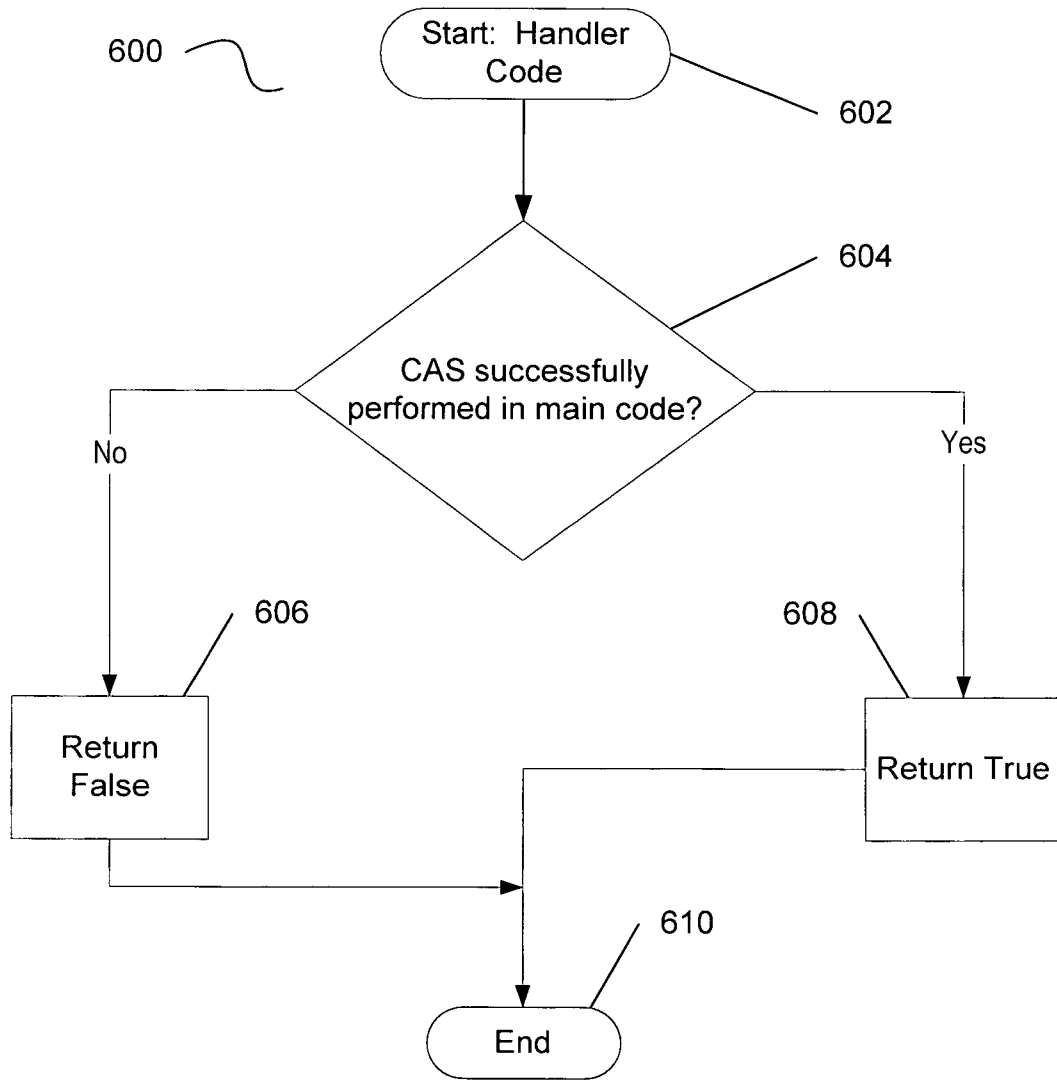 600
Start: Handler
Code
602
604
CAS successfully
performed in main code?
No
Yes
606
608
Return
False
Return True
610
End